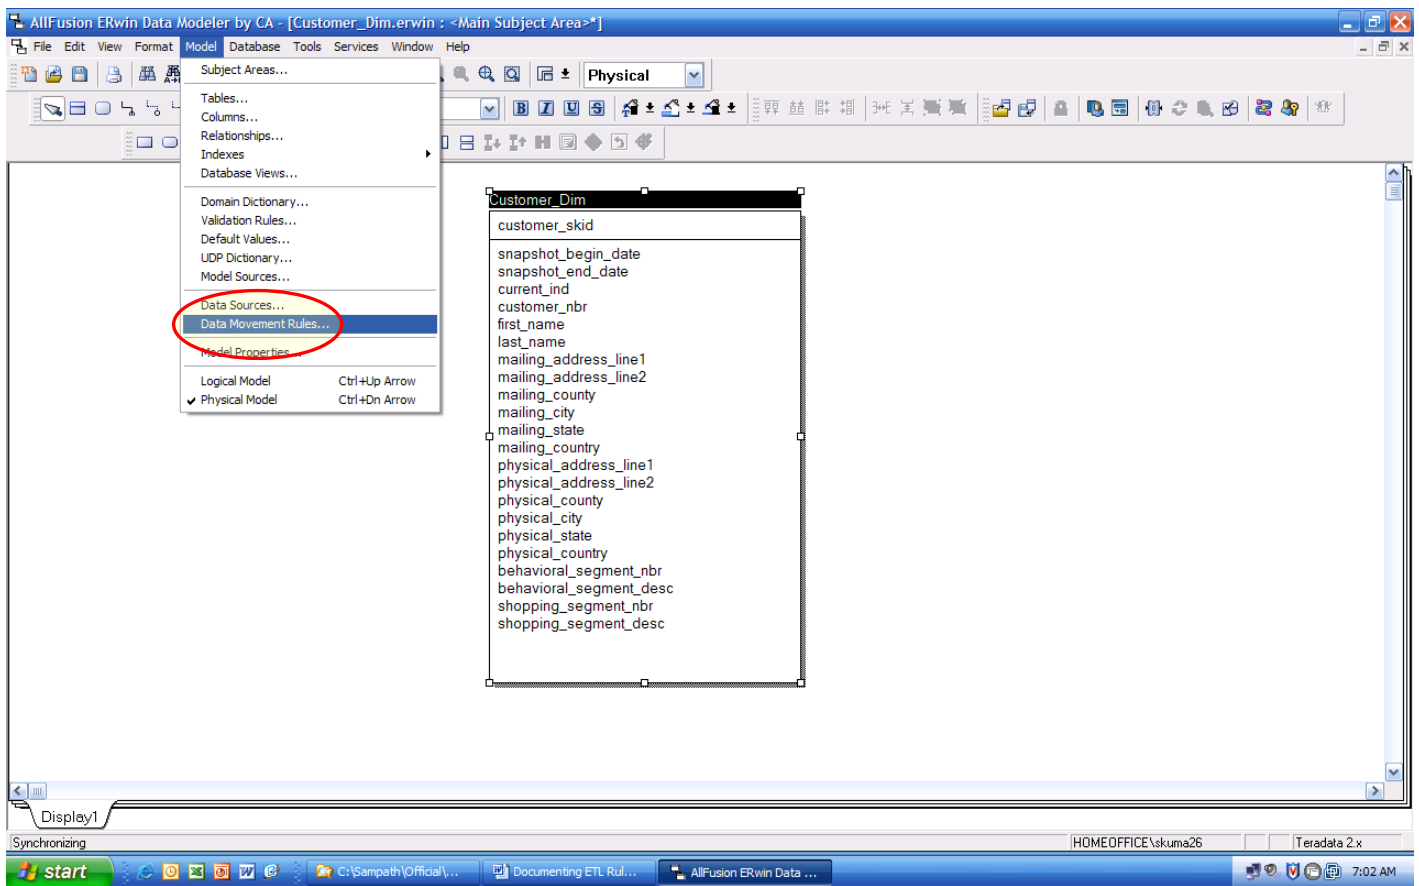 AllFusion ERwin Data Modeler by CA - [Customer_Dim.erwin : <Main Subject Area>*]
File Edit View Format Model Database Tools Services Window Help
Physical
B I U S
Subject Areas...
Tables...
Columns...
Relationships...
Indexes
Database Views...
Domain Dictionary...
Validation Rules...
Default Values...
UDP Dictionary...
Model Sources...
Data Sources...
Data Movement Rules...
Model Properties...
Logical Model Ctrl+Up Arrow
Physical Model Ctrl+Dn Arrow
Customer_Dim
customer_skid
snapshot_begin_date
snapshot_end_date
current_ind
customer_nbr
first_name
last_name
mailing_address_line1
mailing_address_line2
mailing_county
mailing_city
mailing_state
mailing_country
physical_address_line1
physical_address_line2
physical_county
physical_city
physical_state
physical_country
behavioral_segment_nbr
behavioral_segment_desc
shopping_segment_nbr
shopping_segment_desc
Display1
Synchronizing HOMEOFFICE\skuma26 Teradata 2.x
start C:\Sampath\Official\... Documenting ETL Rul... AllFusion ERwin Data ... 7:02 AM